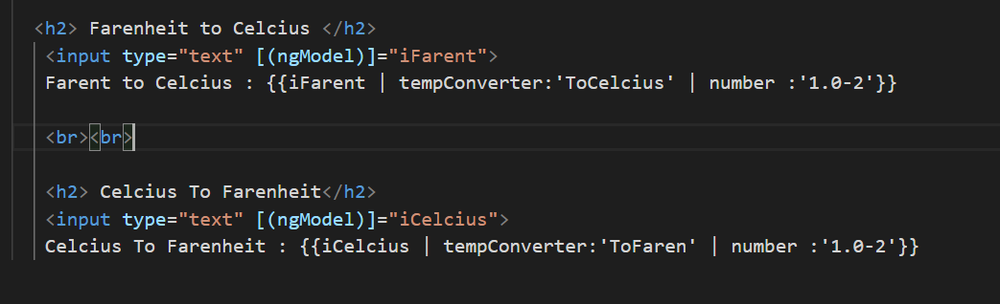 <h2> Farenheit to Celcius </h2>
<input type="text" [(ngModel)]="iFarent">
Farent to Celcius : {{iFarent | tempConverter:'ToCelcius' | number :'1.0-2'}}
<br><br>
<h2> Celcius To Farenheit</h2>
<input type="text" [(ngModel)]="iCelcius">
Celcius To Farenheit : {{iCelcius | tempConverter:'ToFaren' | number :'1.0-2'}}